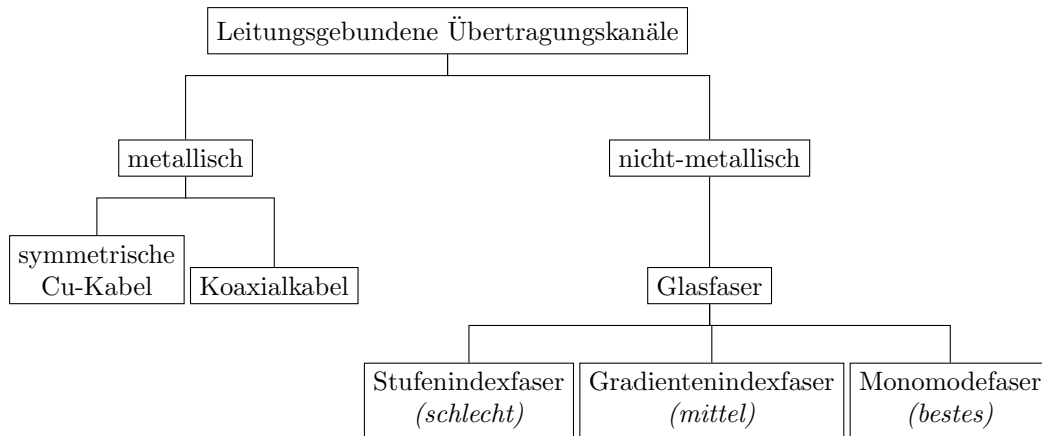 Leitungsgebundene Übertragungskanäle
metallisch
nicht-metallisch
symmetrische
Cu-Kabel
Koaxialkabel
Glasfaser
Stufenindexfaser
(schlecht)
Gradientenindexfaser
(mittel)
Monomodefaser
(bestes)